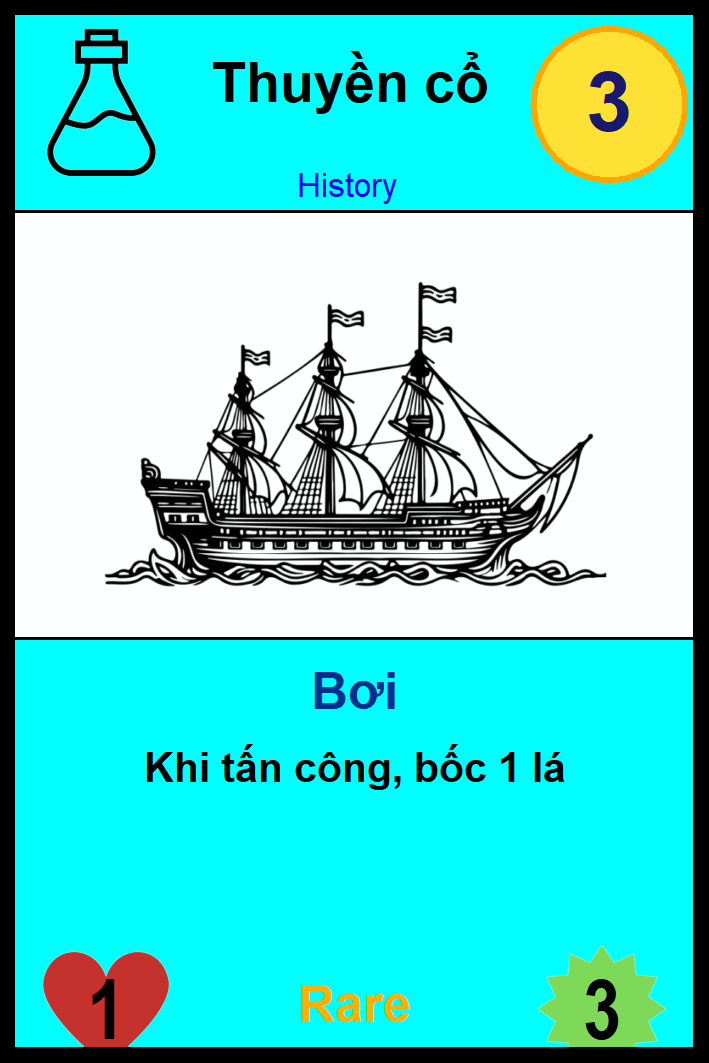 Thuyền cổ
3
History
Bơi
Khi tấn công, bốc 1 lá
1
Rare
3